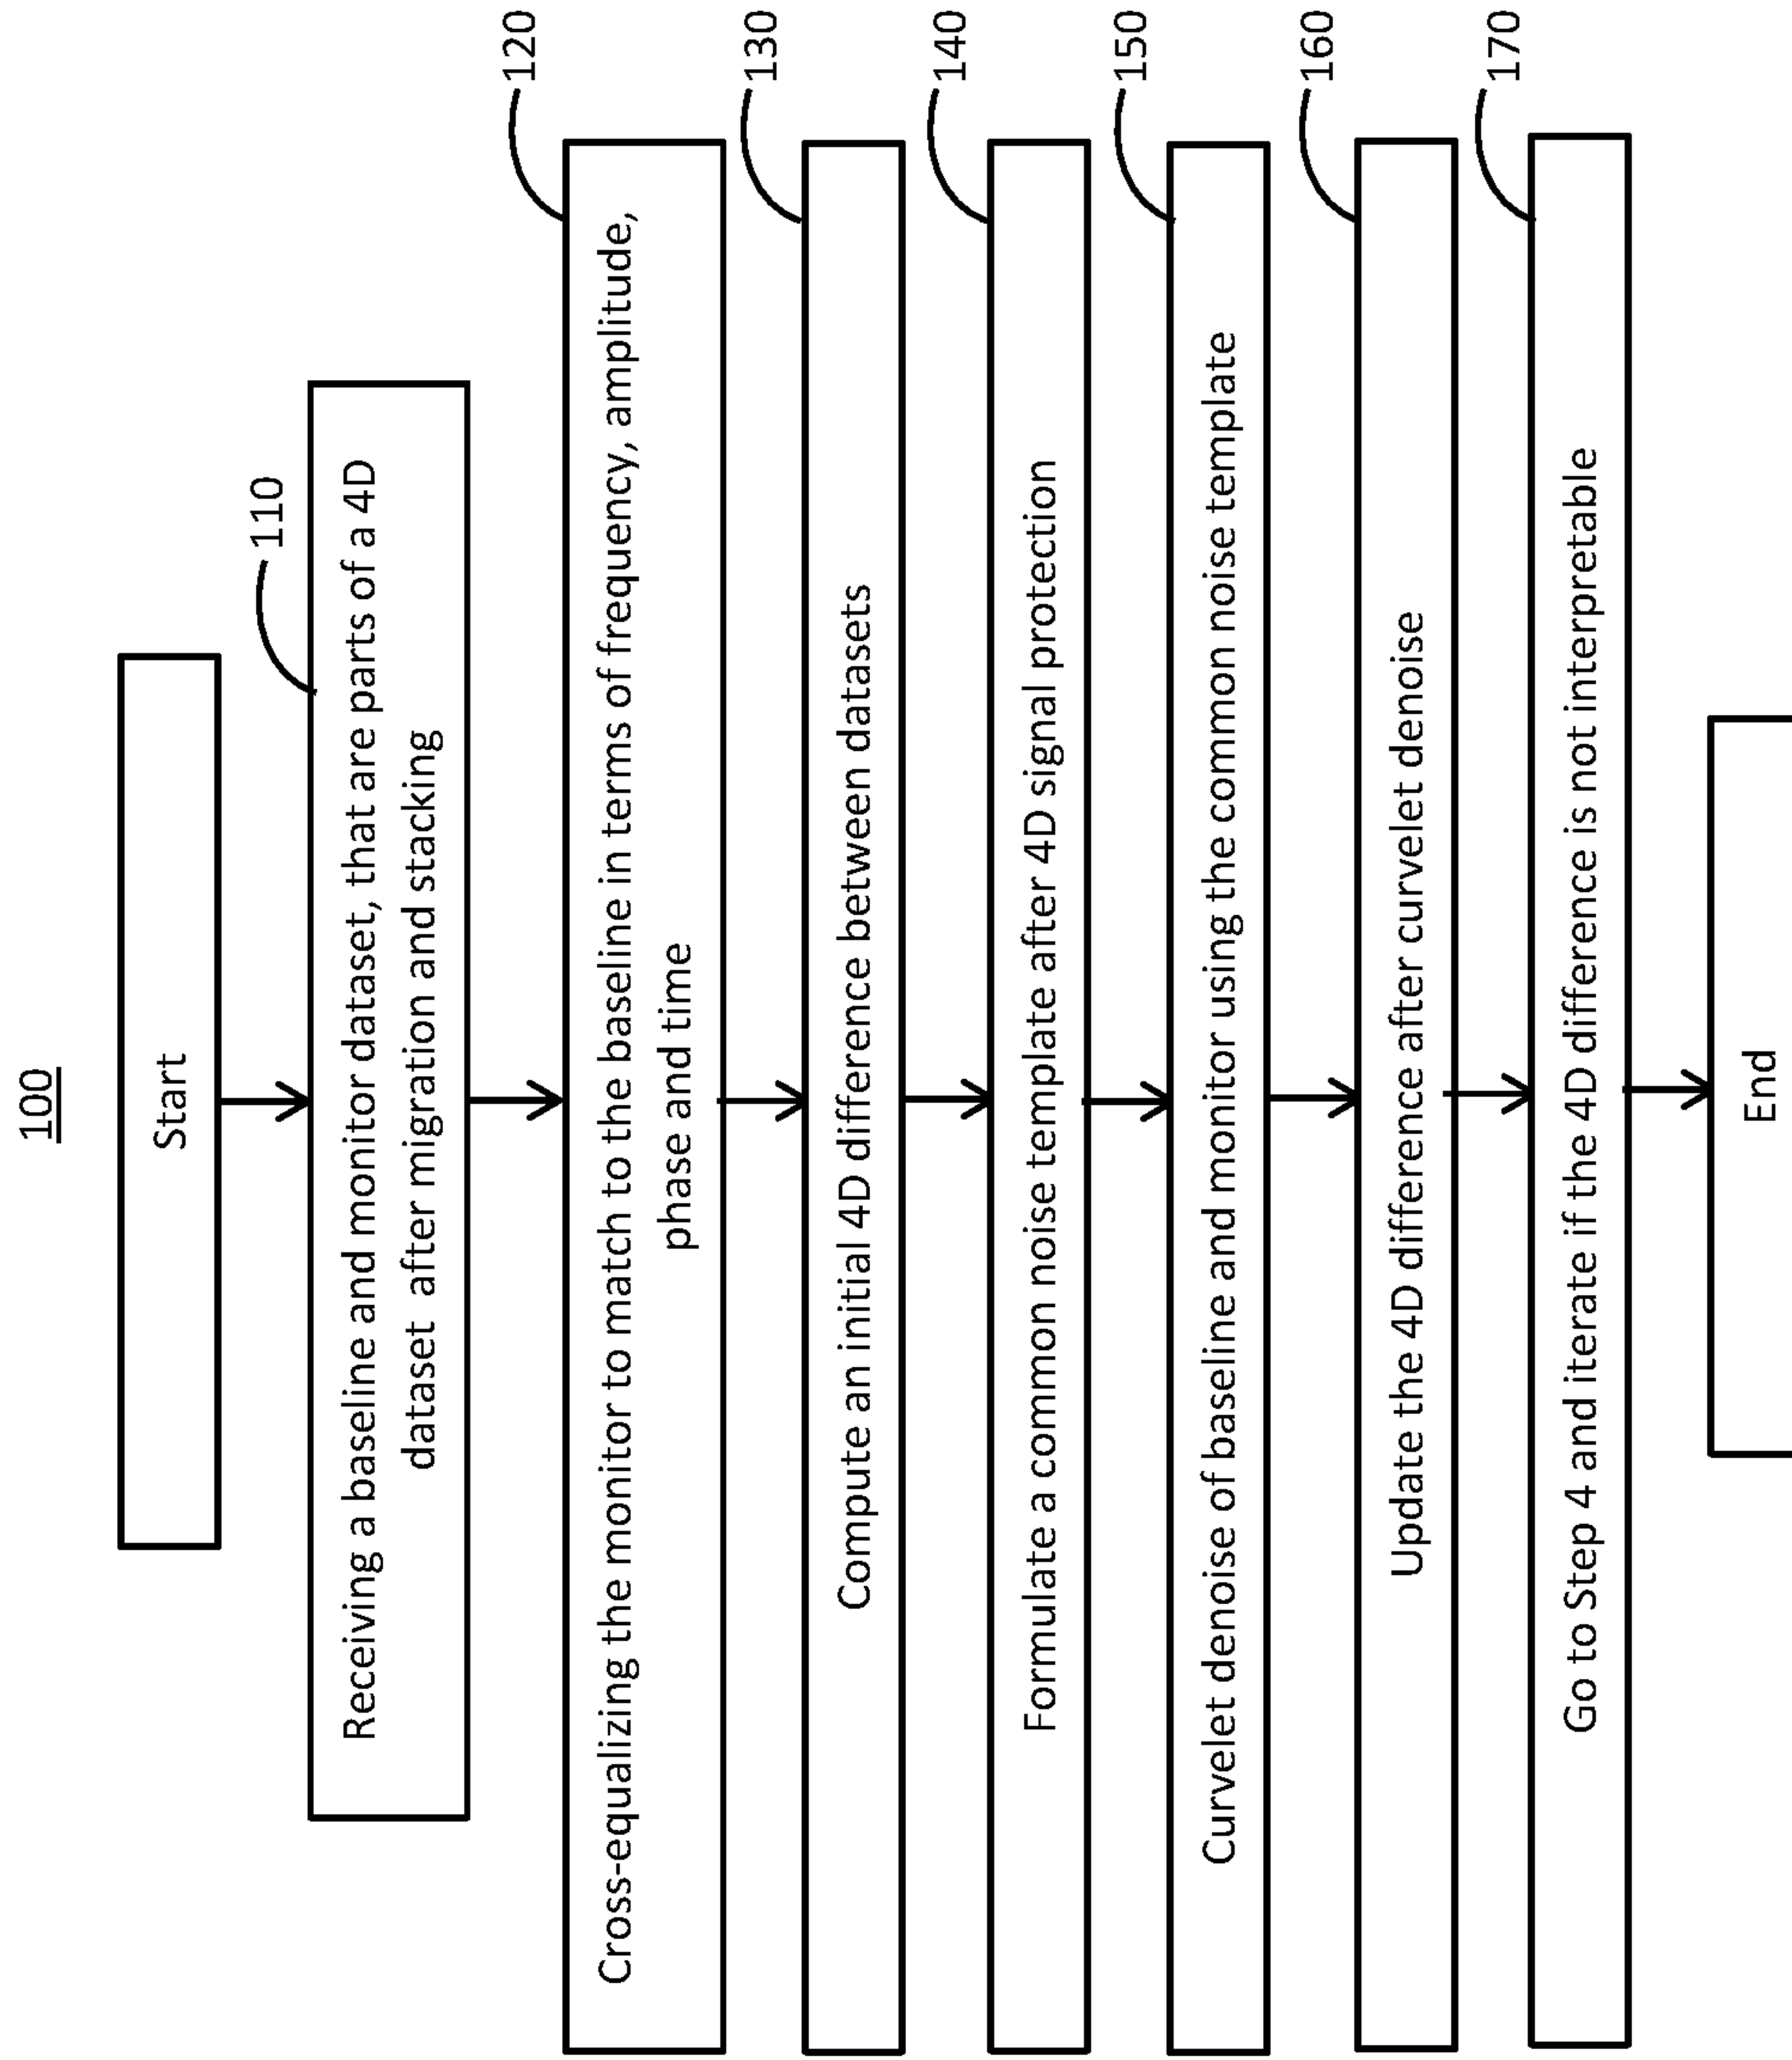 100
Start
110
Receiving a baseline and monitor dataset, that are parts of a 4D
dataset after migration and stacking
120
Cross-equalizing the monitor to match to the baseline in terms of frequency, amplitude,
phase and time
130
Compute an initial 4D difference between datasets
140
Formulate a common noise template after 4D signal protection
150
Curvelet denoise of baseline and monitor using the common noise template
160
Update the 4D difference after curvelet denoise
170
Go to Step 4 and iterate if the 4D difference is not interpretable
End